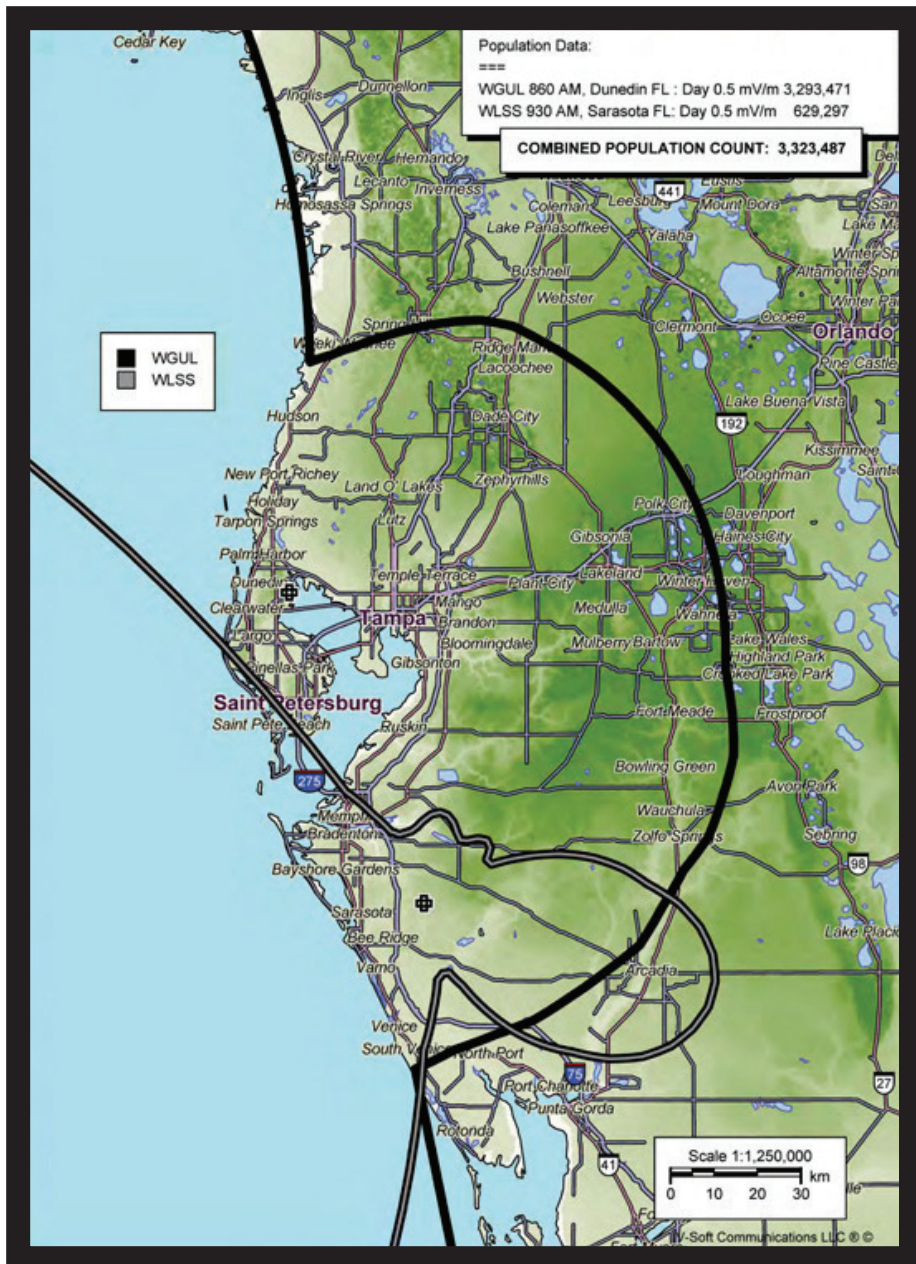 Cedar Key
Population Data:
===
WGUL 860 AM, Dunedin FL : Day 0.5 mV/m 3,293,471
WLSS 930 AM, Sarasota FL: Day 0.5 mV/m 629,297
COMBINED POPULATION COUNT: 3,323,487
Dunnellon
Inglis
Crystal River
Hernando
Lecanto
Inverness
Homosassa Springs
441
Eustis
Leesburg
Mount Dora
Coleman
Lake Panasoffkee
Yalaha
Bushnell
Webster
Ocoee
Clermont
Orlando
WGUL
WLSS
Lacoochee
Lake Buena Vista
Hudson
Dade City
192
Kissimmee
New Port Richey
Zephyrhills
Loughman
Land O' Lakes
Holiday
Polk City
Davenport
Tarpon Springs
Lutz
Gibsonia
Haines City
Palm Harbor
Temple Terrace
Lakeland
Plant City
Winter Haven
Dunedin
Clearwater
Mango
Medulla
Tampa
Brandon
Largo
Bloomingdale
Mulberry
Bartow
Lake Wales
Highland Park
Pinellas Park
Gibsonton
Crooked Lake Park
Saint Petersburg
Fort Meade
Frostproof
Saint Pete Beach
Ruskin
Bowling Green
275
Avon Park
Memphis
Wauchula
Bradenton
Zolfo Springs
Sebring
Bayshore Gardens
98
Sarasota
Bee Ridge
Vamo
Arcadia
Venice
South Venice
North Port
75
Port Charlotte
27
Punta Gorda
Rotonda
Scale 1:1,250,000
km
0 10 20 30
41
V-Soft Communications LLC ® ©